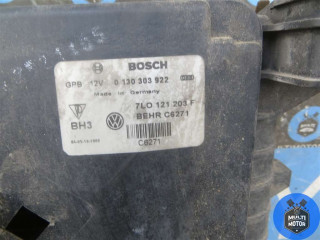 BOSCH
GPB 12V 0 130 303 922
Made in Germany
7L0 121 203 F
BH3
BEHR C6271
C6271
MULTI
MOTOR